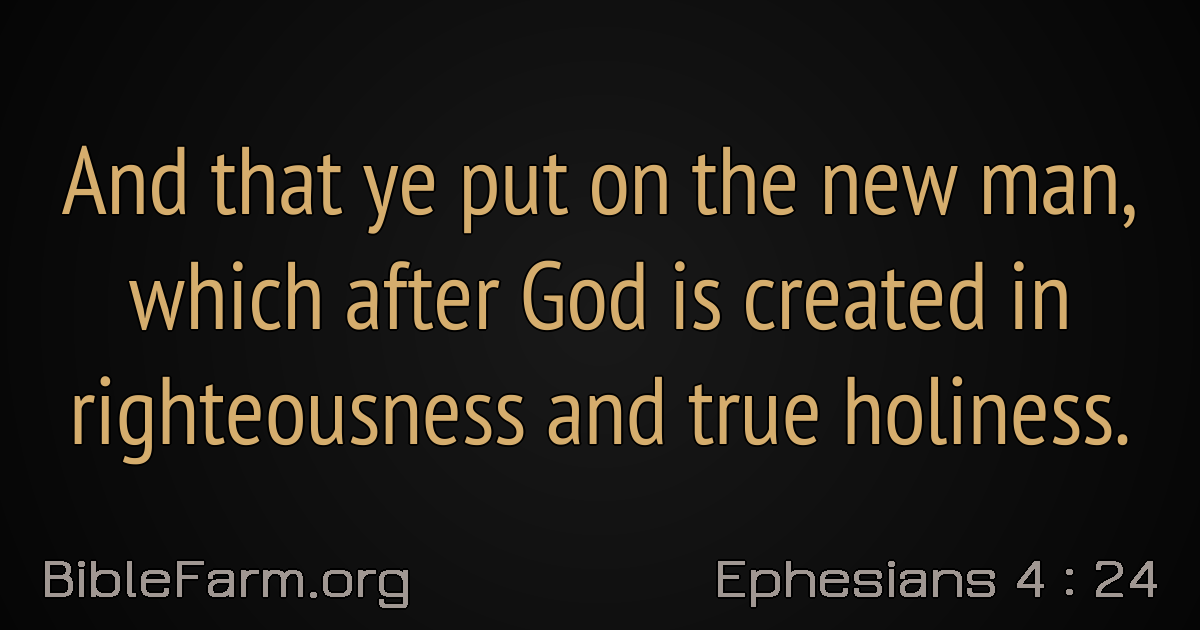 And that ye put on the new man,
which after God is created in
righteousness and true holiness.
BibleFarm.org
Ephesians 4 : 24